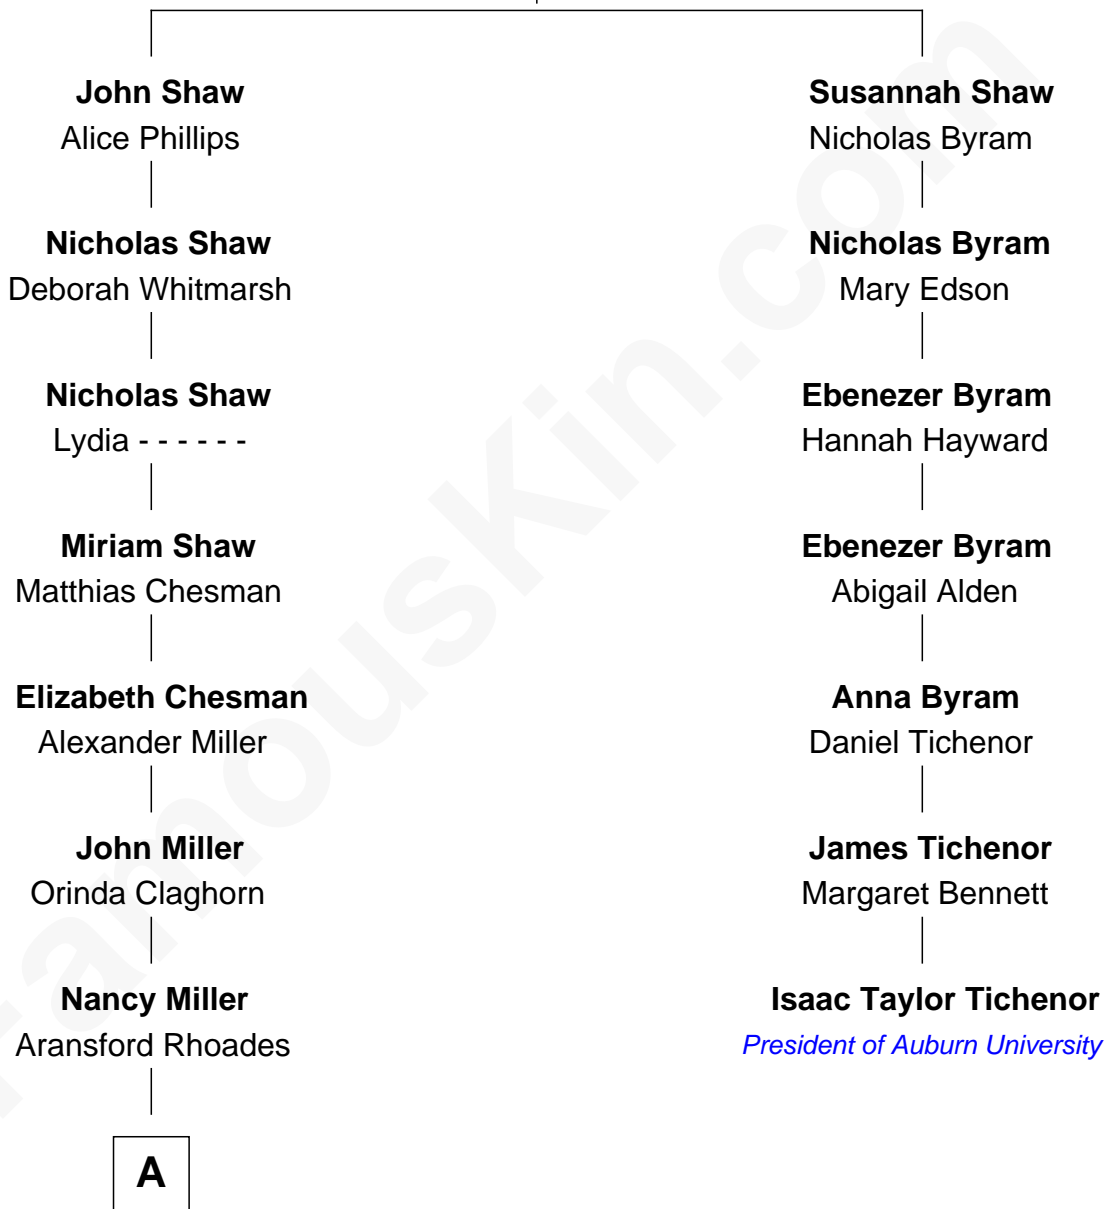 John Shaw
Alice Phillips
Nicholas Shaw
Deborah Whitmarsh
Nicholas Shaw
Lydia - - - - - -
Miriam Shaw
Matthias Chesman
Elizabeth Chesman
Alexander Miller
John Miller
Orinda Claghorn
Nancy Miller
Aransford Rhoades
A
Susannah Shaw
Nicholas Byram
Nicholas Byram
Mary Edson
Ebenezer Byram
Hannah Hayward
Ebenezer Byram
Abigail Alden
Anna Byram
Daniel Tichenor
James Tichenor
Margaret Bennett
Isaac Taylor Tichenor
President of Auburn University
FamousKin.com